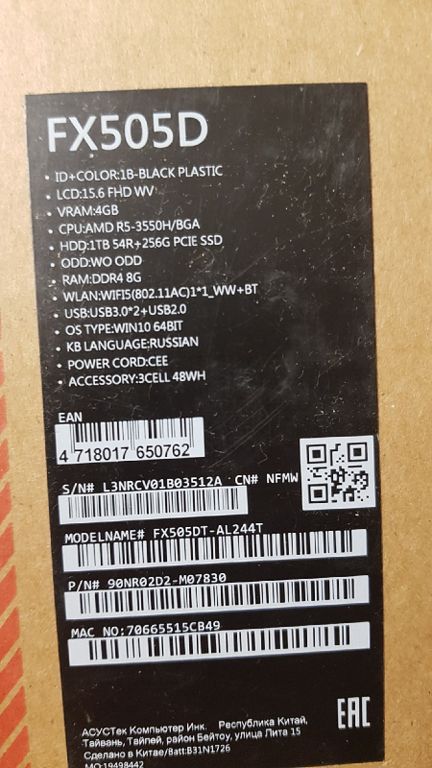 FX505D
• ID+COLOR:1B-BLACK PLASTIC
• LCD:15.6 FHD WV
• VRAM:4GB
• CPU:AMD R5-3550H/BGA
• HDD:1TB 54R+256G PCIE SSD
• ODD:WO ODD
• RAM:DDR4 8G
• WLAN:WIFI5(802.11AC)1*1_WW+BT
• USB:USB3.0*2+USB2.0
• OS TYPE:WIN10 64BIT
• KB LANGUAGE:RUSSIAN
• POWER CORD:CEE
• ACCESSORY:3CELL 48WH
EAN
4 718017 650762
S/N# L3NRCV01B03512A CN# NFMW
MODELNAME# FX505DT-AL244T
P/N# 90NR02D2-M07830
MAC NO:70665515CB49
EAC
АСУСТек Компьютер Инк. Республика Китай,
Тайвань, Тайпей, район Бейтоу, улица Лита 15
Сделано в Китае/Batt:B31N1726
MO:19498442